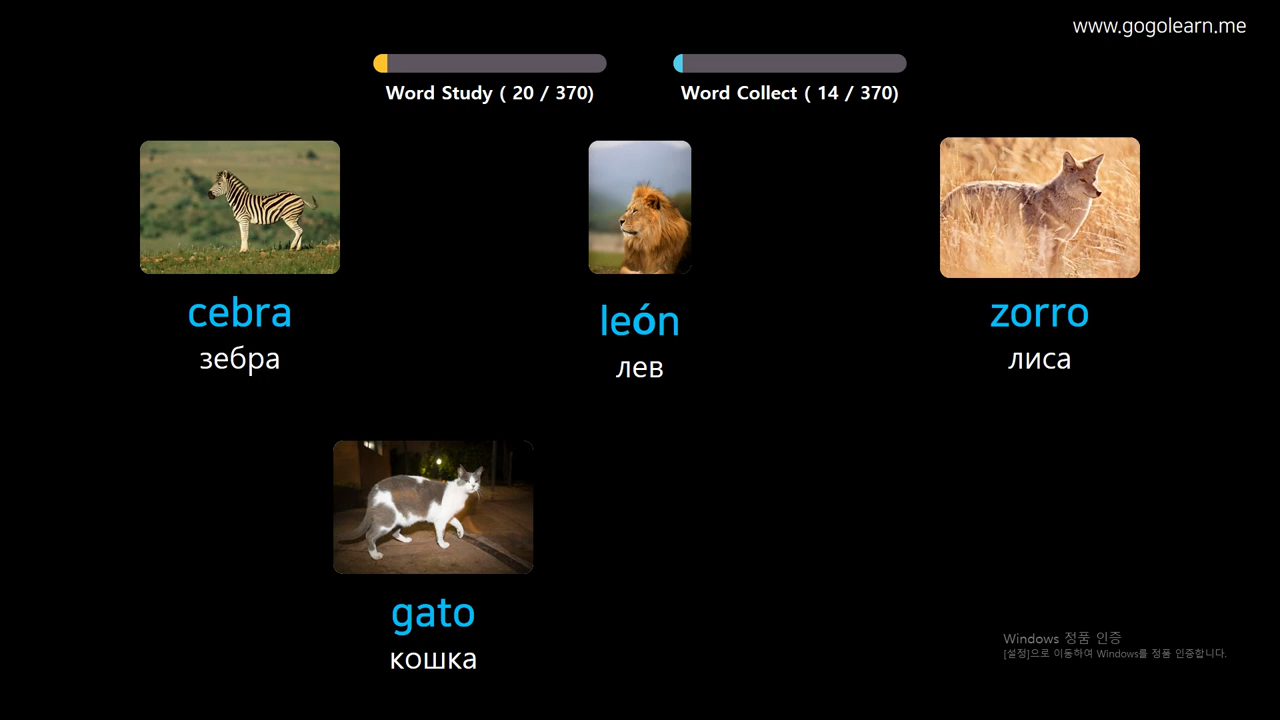 www.gogolearn.me
Word Study ( 20 / 370)
Word Collect ( 14 / 370)
cebra
зебра
león
лев
zorro
лиса
gato
кошка
Windows 정품 인증
[설정]으로 이동하여 Windows를 정품 인증합니다.